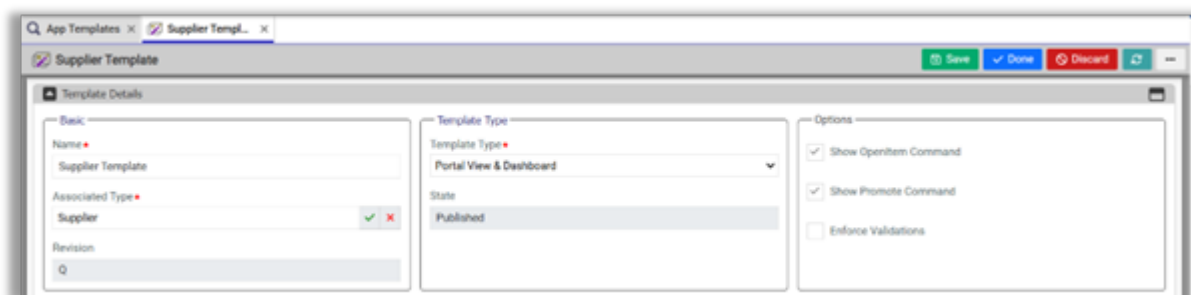 App Templates
Supplier Templ...
Supplier Template
Save
Done
Discard
Template Details
Basic
Name
Supplier Template
Associated Type
Supplier
Revision
Q
Template Type
Template Type
Portal View & Dashboard
State
Published
Options
Show OpenItem Command
Show Promote Command
Enforce Validations